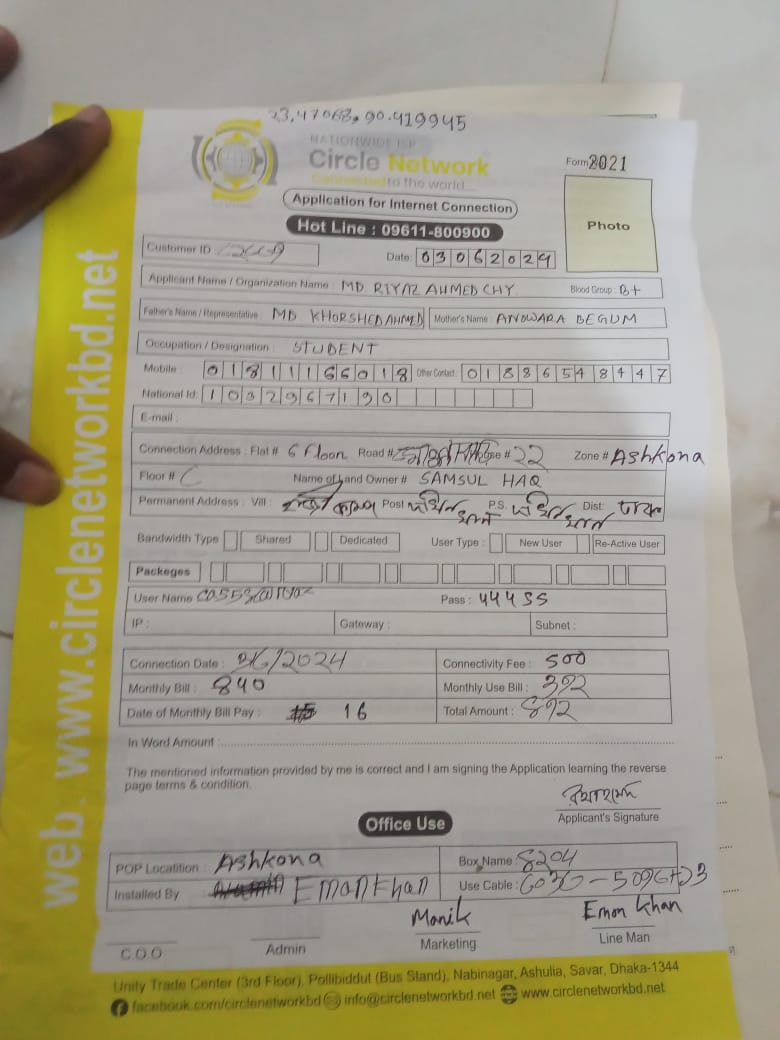 23,47068,90.419945
NATIONWIDE ISP
Circle Network
Connected to the world
Form 2021
Application for Internet Connection
Hot Line : 09611-800900
Photo
Customer ID :
Date: 03062024
Applicant Name / Organization Name : MD RIYAZ AHMED CHY Blood Group : B+
Father's Name / Representative : MD KHORSHED AHMED Mother's Name ANOWARA BEGUM
Occupation / Designation : STUDENT
Mobile : 01811166018 Other Contact : 01886548447
National Id: 1032967190
E-mail :
Connection Address : Flat # 6 Floor Road # # 22 Zone # Ashkona
Floor # Name of Land Owner # SAMSUL HAQ
Permanent Address : Vill : Post P.S. Dist:
Bandwidth Type Shared Dedicated User Type : New User Re-Active User
Packeges
User Name Pass : 44455
IP : Gateway : Subnet :
Connection Date : /2024 Connectivity Fee : 500
Monthly Bill : 840 Monthly Use Bill : 392
Date of Monthly Bill Pay : 16 Total Amount : 892
In Word Amount :
The mentioned information provided by me is correct and I am signing the Application learning the reverse
page terms & condition.
Applicant's Signature
Office Use
POP Locatition : Ashkona Box Name : 8204
Installed By Emon Khan Use Cable :
Manik Emon Khan
C.O.O Admin Marketing Line Man
Unity Trade Center (3rd Floor), Pollibiddut (Bus Stand), Nabinagar, Ashulia, Savar, Dhaka-1344
facebook.com/circlenetworkbd info@circlenetworkbd.net www.circlenetworkbd.net
web : www.circlenetworkbd.net